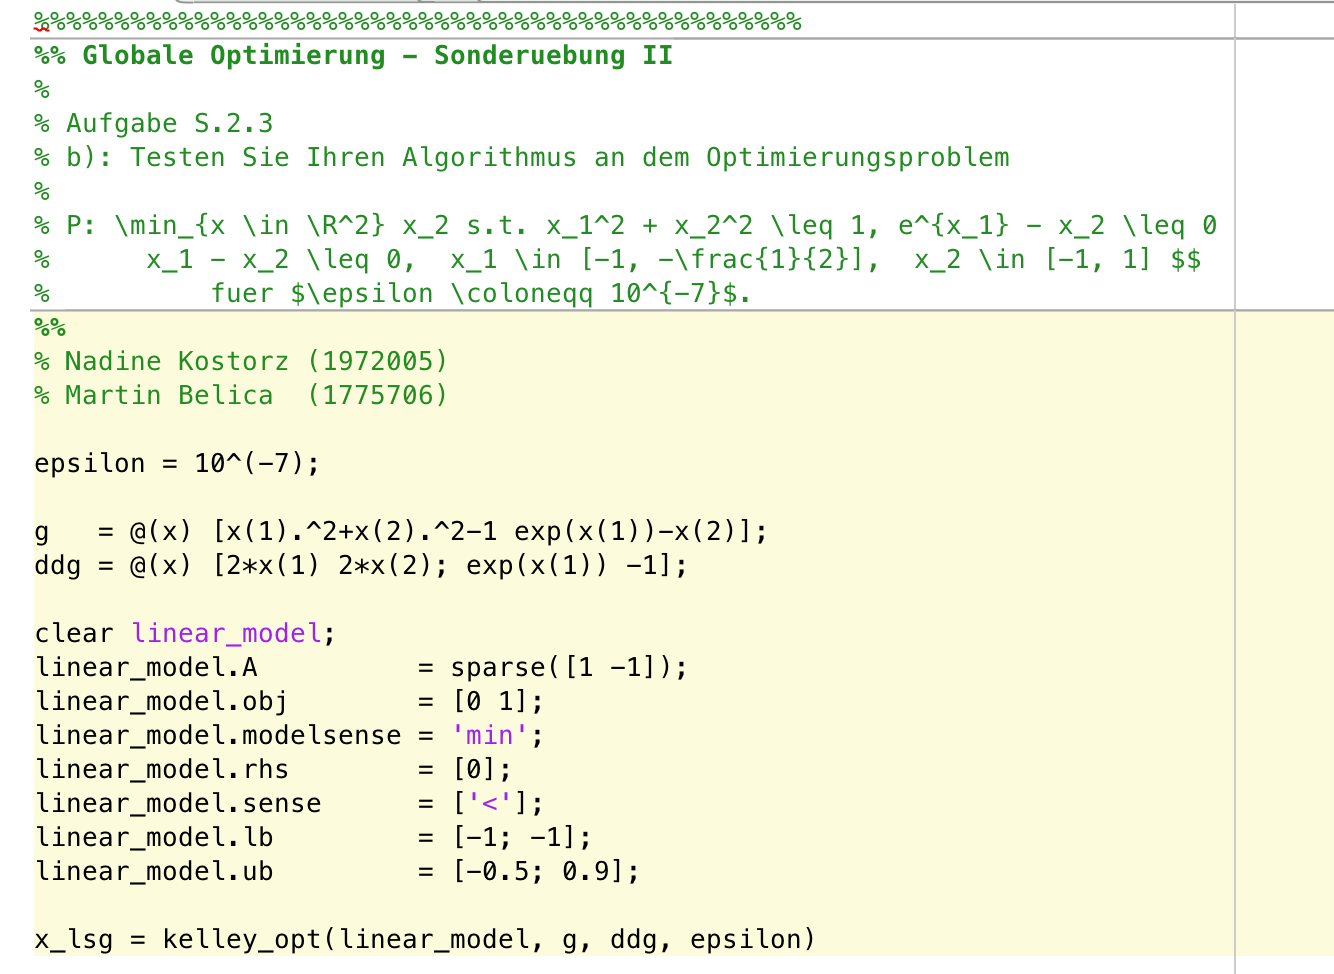 %%%%%%%%%%%%%%%%%%%%%%%%%%%%%%%%%%%%%%%%%%%%%%%%
%% Globale Optimierung - Sonderuebung II
%
% Aufgabe S.2.3
% b): Testen Sie Ihren Algorithmus an dem Optimierungsproblem
%
% P: \min_{x \in \R^2} x_2 s.t. x_1^2 + x_2^2 \leq 1, e^{x_1} - x_2 \leq 0
%      x_1 - x_2 \leq 0,  x_1 \in [-1, -\frac{1}{2}],  x_2 \in [-1, 1] $$
%          fuer $\epsilon \coloneqq 10^{-7}$.
%%
% Nadine Kostorz (1972005)
% Martin Belica  (1775706)
epsilon = 10^(-7);
g   = @(x) [x(1).^2+x(2).^2-1 exp(x(1))-x(2)];
ddg = @(x) [2*x(1) 2*x(2); exp(x(1)) -1];
clear linear_model;
linear_model.A          = sparse([1 -1]);
linear_model.obj        = [0 1];
linear_model.modelsense = 'min';
linear_model.rhs        = [0];
linear_model.sense      = ['<'];
linear_model.lb         = [-1; -1];
linear_model.ub         = [-0.5; 0.9];
x_lsg = kelley_opt(linear_model, g, ddg, epsilon)